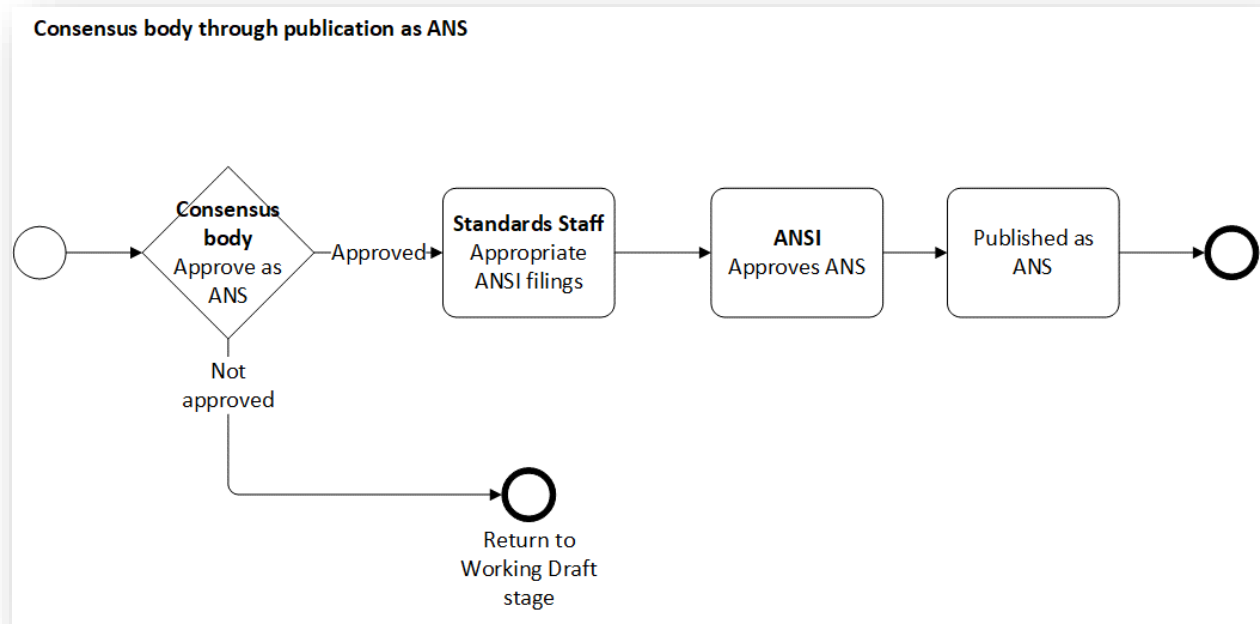 Consensus body through publication as ANS
Consensus
body
Approve as
ANS
Approved
Standards Staff
Appropriate
ANSI filings
ANSI
Approves ANS
Published as
ANS
Not
approved
Return to
Working Draft
stage